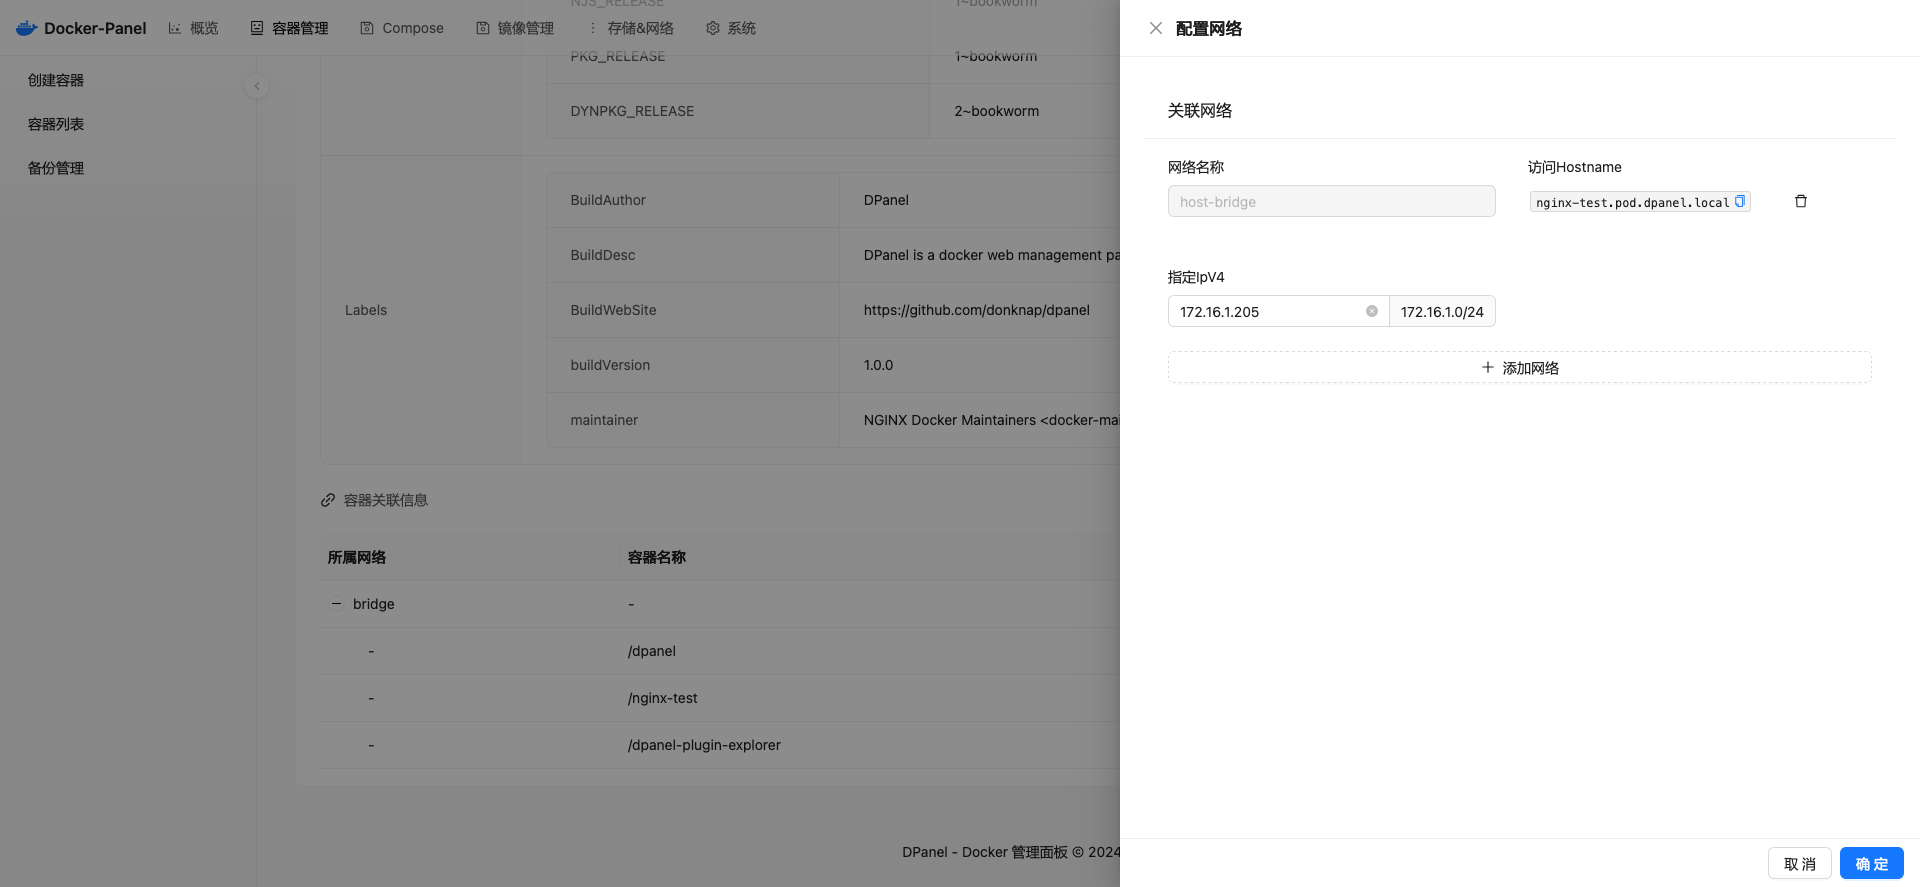 Docker-Panel
概览
容器管理
Compose
镜像管理
存储&网络
系统
创建容器
容器列表
备份管理
NJS_RELEASE
1~bookworm
PKG_RELEASE
1~bookworm
DYNPKG_RELEASE
2~bookworm
Labels
BuildAuthor
DPanel
BuildDesc
DPanel is a docker web management pa
BuildWebSite
https://github.com/donknap/dpanel
buildVersion
1.0.0
maintainer
NGINX Docker Maintainers <docker-mai
容器关联信息
所属网络
容器名称
bridge
-
-
/dpanel
-
/nginx-test
-
/dpanel-plugin-explorer
DPanel - Docker 管理面板 © 2024
配置网络
关联网络
网络名称
访问Hostname
host-bridge
nginx-test.pod.dpanel.local
指定IpV4
172.16.1.205
172.16.1.0/24
添加网络
取 消
确 定